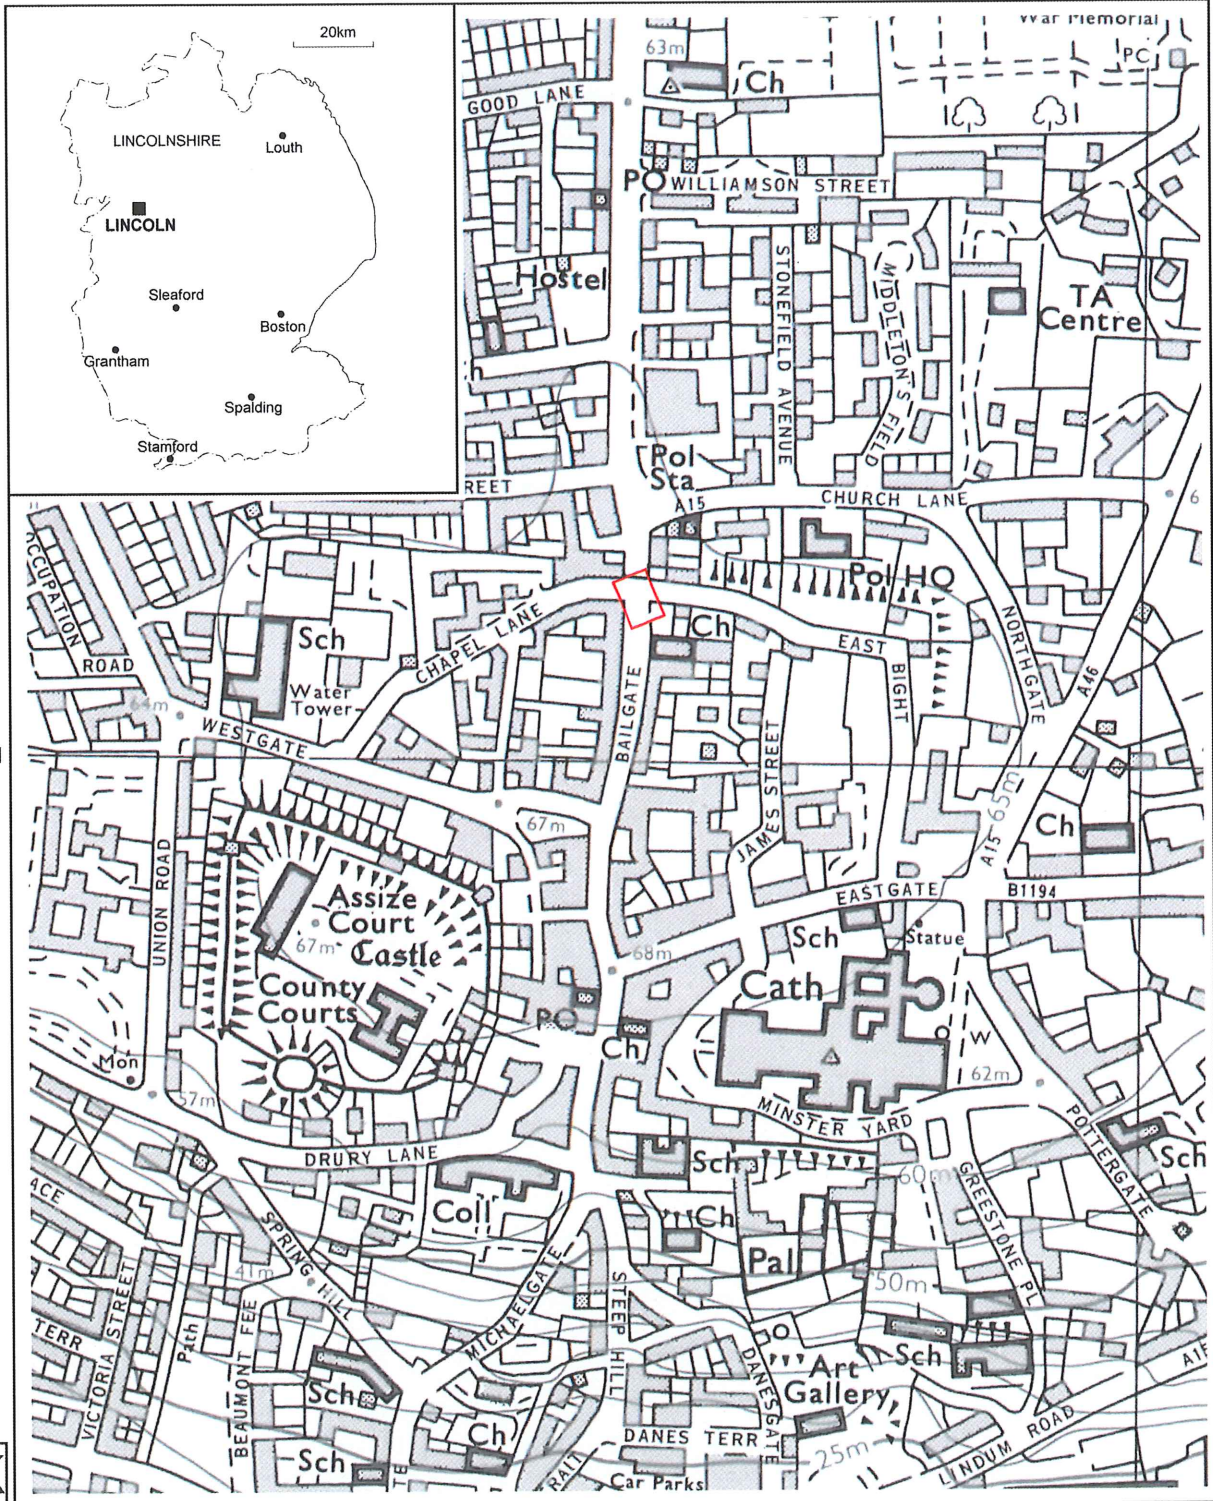 20km
LINCOLNSHIRE
Louth
LINCOLN
Sleaford
Boston
Grantham
Spalding
Stamford
War Memorial
PC
63m
Ch
GOOD LANE
PO
WILLIAMSON STREET
Hostel
STONEFIELD AVENUE
MIDDLETON'S FIELD
TA
Centre
Pol
Sta
REET
A15
CHURCH LANE
6
OCCUPATION
ROAD
Sch
CHAPEL LANE
Pol HQ
Ch
EAST
BIGHT
NORTHGATE
A46
Water
Tower
64m
WESTGATE
BAILGATE
JAMES STREET
67m
A15
65m
Ch
UNION ROAD
Assize
Court
67m
Castle
County
Courts
EASTGATE
B1194
Sch
Statue
68m
Cath
PO
Ch
W
62m
Mon
57m
MINSTER YARD
POTTERGATE
DRURY LANE
Sch
60m
Sch
GREESTONE PL
ACE
Coll
Ch
Pal
SPRING HILL
41m
50m
MICHAELGATE
STEEP HILL
VICTORIA STREET
TERR
Path
BEAUMONT FEE
Sch
DANESGATE
Art
Gallery
Sch
A15
Ch
Sch
DANES TERR
25m
LINDUM ROAD
Car Parks